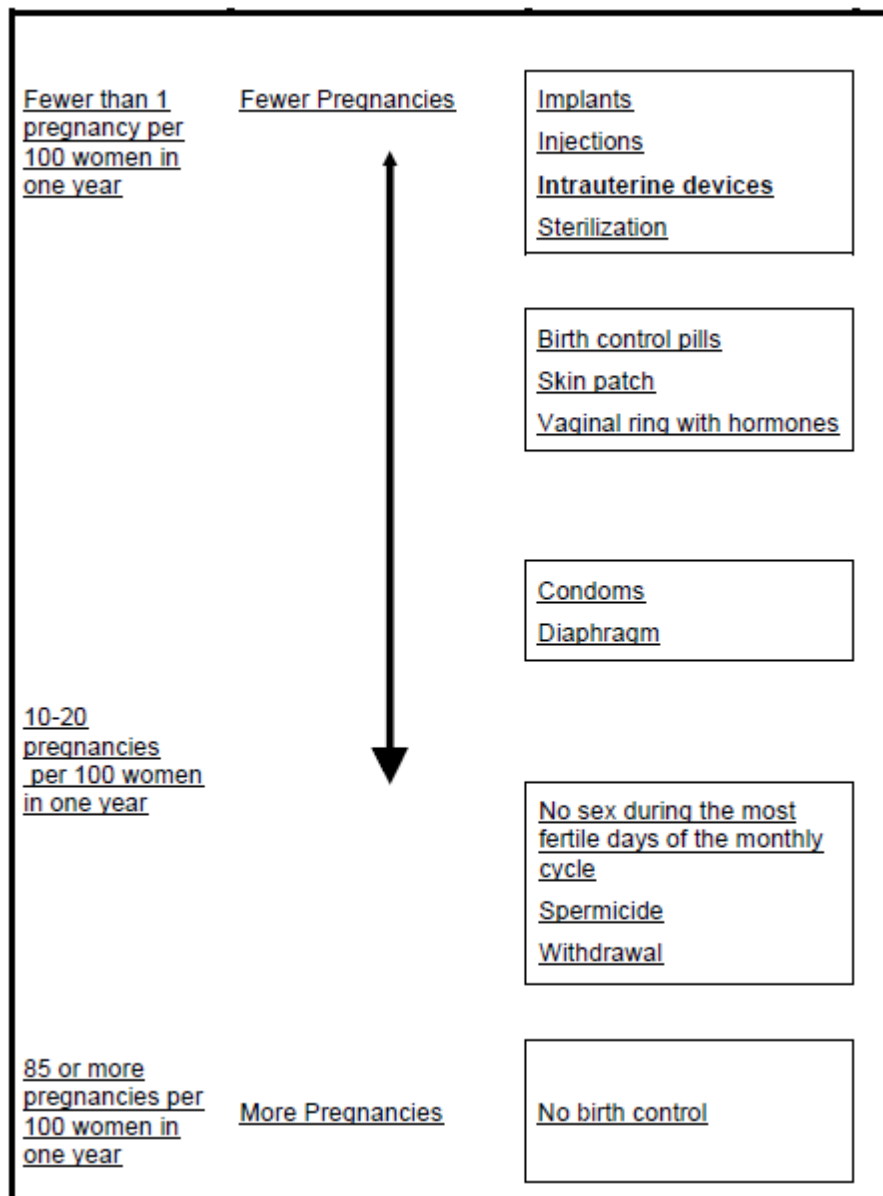 Fewer than 1
pregnancy per
100 women in
one year
Fewer Pregnancies
Implants
Injections
Intrauterine devices
Sterilization
Birth control pills
Skin patch
Vaginal ring with hormones
Condoms
Diaphragm
10-20
pregnancies
per 100 women
in one year
No sex during the most
fertile days of the monthly
cycle
Spermicide
Withdrawal
85 or more
pregnancies per
100 women in
one year
More Pregnancies
No birth control